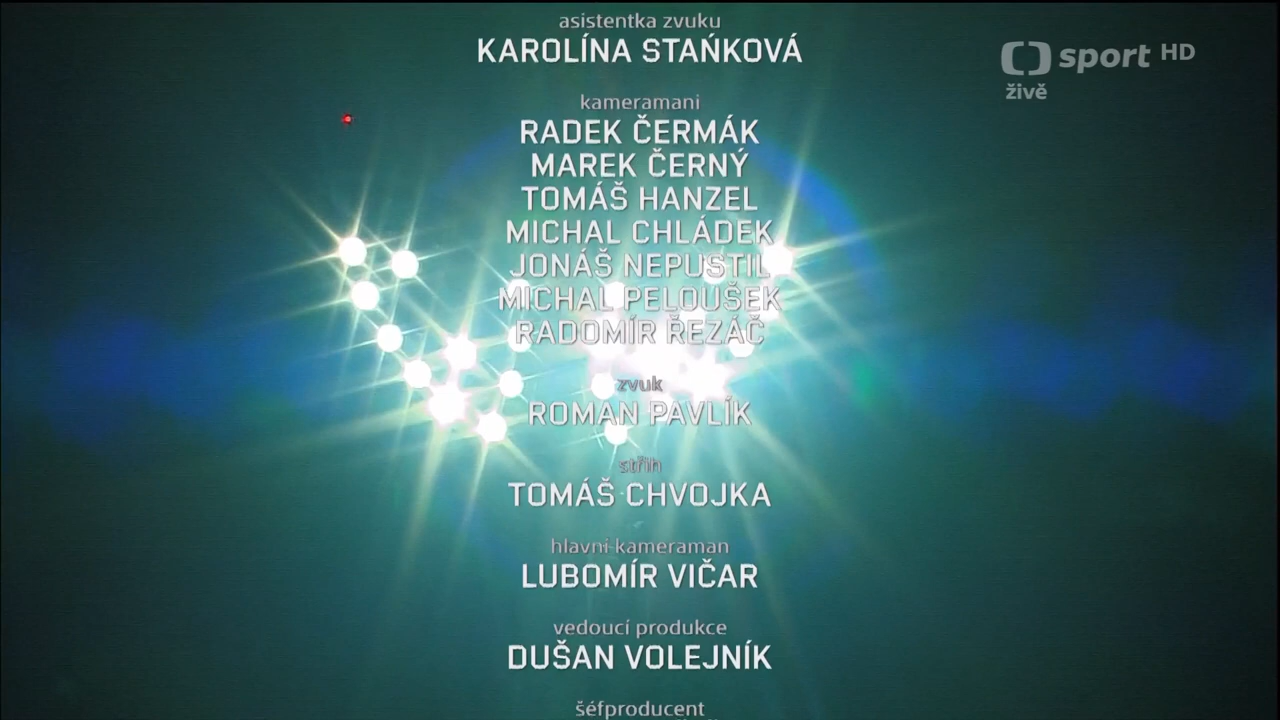 asistentka zvuku
KAROLÍNA STAŃKOVÁ
sport HD
živě
kameramani
RADEK ČERMÁK
MAREK ČERNÝ
TOMÁŠ HANZEL
MICHAL CHLÁDEK
JONÁŠ NEPUSTIL
MICHAL PELOUŠEK
RADOMÍR ŘEZÁČ
zvuk
ROMAN PAVLÍK
střih
TOMÁŠ CHVOJKA
hlavní kameraman
LUBOMÍR VIČAR
vedoucí produkce
DUŠAN VOLEJNÍK
šéfproducent